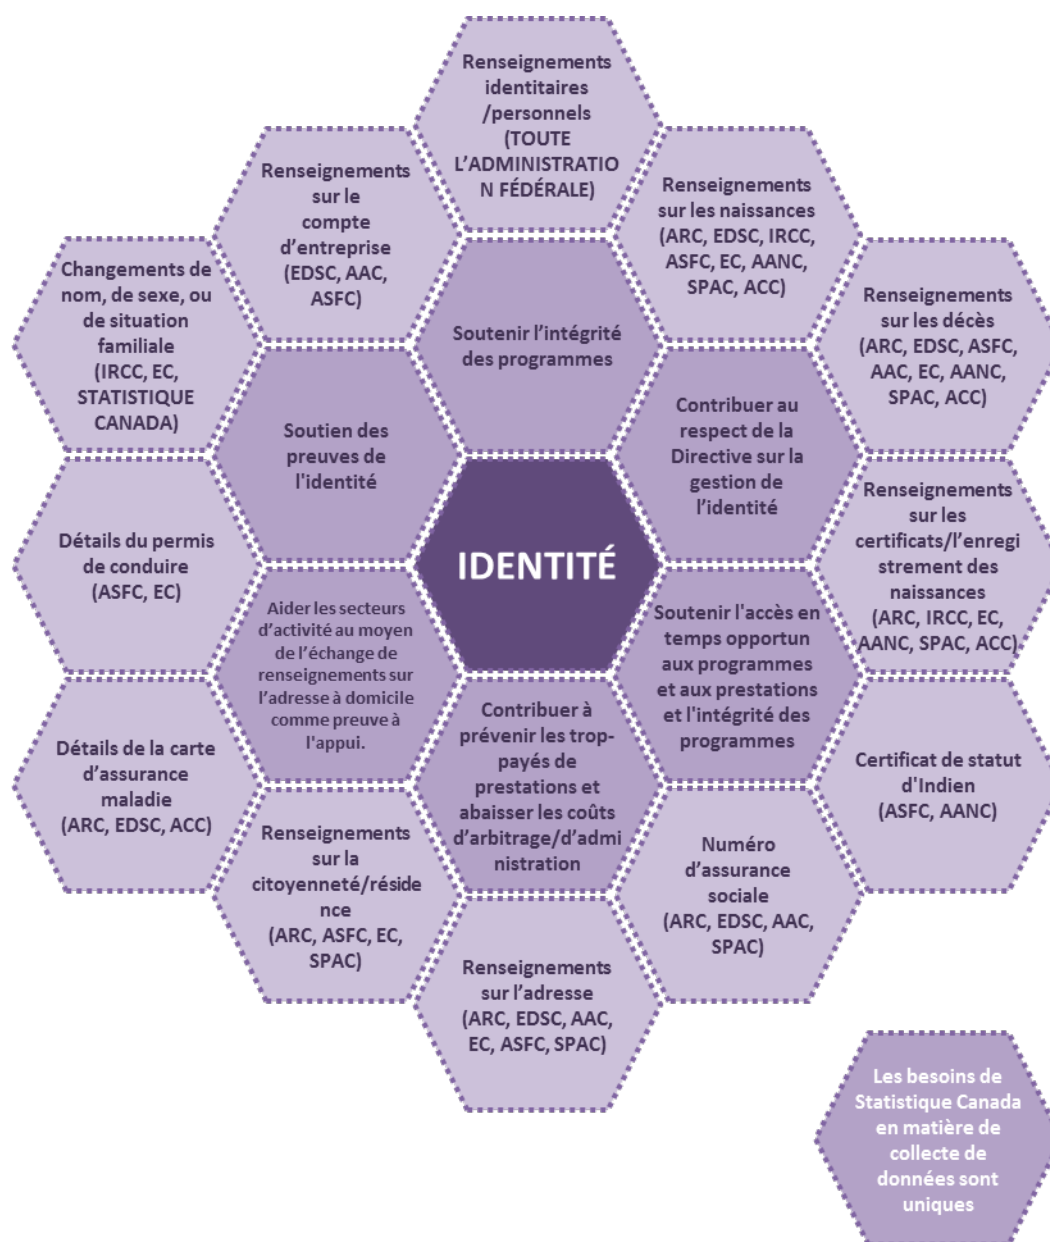 Renseignements
identitaires
/personnels
(TOUTE
L’ADMINISTRATIO
N FÉDÉRALE)
Renseignements
sur le
compte
d’entreprise
(EDSC, AAC,
ASFC)
Renseignements
sur les naissances
(ARC, EDSC, IRCC,
ASFC, EC, AANC,
SPAC, ACC)
Changements de
nom, de sexe, ou
de situation
familiale
(IRCC, EC,
STATISTIQUE
CANADA)
Soutenir l’intégrité
des programmes
Renseignements
sur les décès
(ARC, EDSC, ASFC,
AAC, EC, AANC,
SPAC, ACC)
Soutien des
preuves de
l'identité
Contribuer au
respect de la
Directive sur la
gestion de
l’identité
Détails du permis
de conduire
(ASFC, EC)
IDENTITÉ
Renseignements
sur les
certificats/l’enregi
strement des
naissances
(ARC, IRCC, EC,
AANC, SPAC, ACC)
Aider les secteurs
d’activité au moyen
de l’échange de
renseignements sur
l’adresse à domicile
comme preuve à
l'appui.
Soutenir l'accès en
temps opportun
aux programmes
et aux prestations
et l'intégrité des
programmes
Détails de la carte
d’assurance
maladie
(ARC, EDSC, ACC)
Contribuer à
prévenir les trop-
payés de
prestations et
abaisser les coûts
d’arbitrage/d’admi
nistration
Certificat de statut
d'Indien
(ASFC, AANC)
Renseignements
sur la
citoyenneté/réside
nce
(ARC, ASFC, EC,
SPAC)
Numéro
d’assurance
sociale
(ARC, EDSC, AAC,
SPAC)
Renseignements
sur l’adresse
(ARC, EDSC, AAC,
EC, ASFC, SPAC)
Les besoins de
Statistique Canada
en matière de
collecte de
données sont
uniques